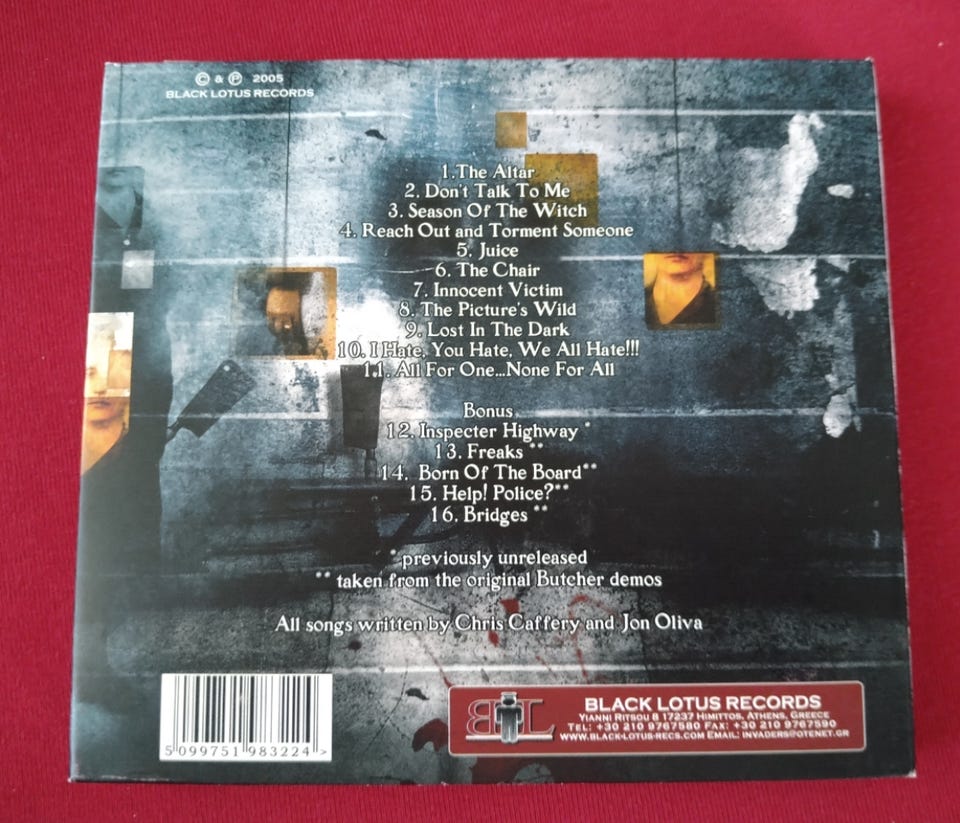 © & ℗ 2005
BLACK LOTUS RECORDS
1.The Altar
2. Don't Talk To Me
3. Season Of The Witch
4. Reach Out and Torment Someone
5. Juice
6. The Chair
7. Innocent Victim
8. The Picture's Wild
9. Lost In The Dark
10. I Hate, You Hate, We All Hate!!!
11. All For One...None For All
Bonus
12. Inspecter Highway *
13. Freaks **
14. Born Of The Board**
15. Help! Police?**
16. Bridges **
*previously unreleased
** taken from the original Butcher demos
All songs written by Chris Caffery and Jon Oliva
5 099751 983224 >
BL
BLACK LOTUS RECORDS
Yianni Ritsou 8 17237 Himittos, Athens, Greece
Tel: +30 210 9767580 Fax: +30 210 9767590
www.black-lotus-recs.com Email: invaders@otenet.gr